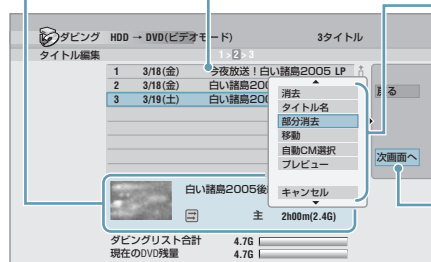 ダビング HDD → DVD(ビデオモード) 3タイトル
タイトル編集 1 > 2 > 3
1 3/18(金) 今夜放送!白い諸島2005 LP
2 3/18(金) 白い諸島200
3 3/19(土) 白い諸島200
消去
タイトル名
部分消去
移動
自動CM選択
プレビュー
キャンセル
戻る
次画面へ
白い諸島2005後
主 2h00m(2.4G)
ダビングリスト合計 4.7G
現在のDVD残量 4.7G